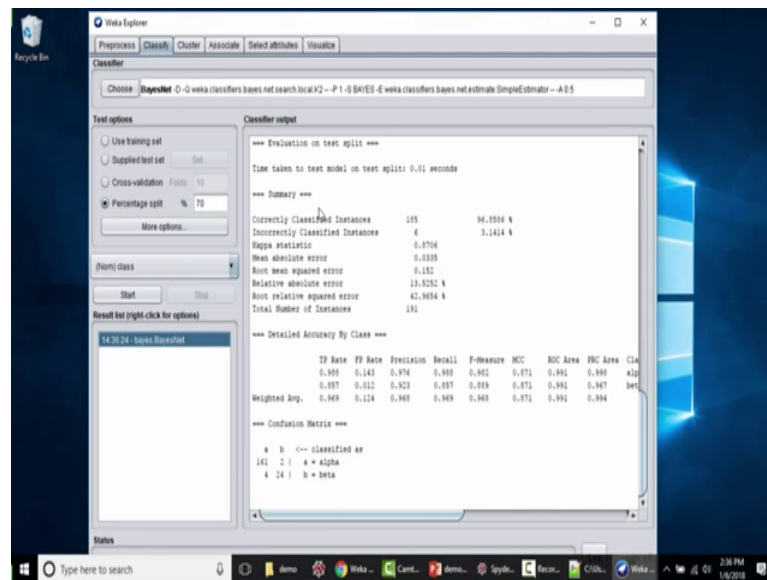 Recycle Bin
Weka Explorer
Preprocess Classify Cluster Associate Select attributes Visualize
Classifier
Choose BayesNet -D -Q weka.classifiers.bayes.net.search.local.K2 -- -P 1 -S BAYES -E weka.classifiers.bayes.net.estimate.SimpleEstimator -- -A 0.5
Test options
Use training set
Supplied test set Set...
Cross-validation Folds 10
Percentage split % 70
More options...
(Nom) class
Start Stop
Result list (right-click for options)
14:36:24 - bayes.BayesNet
Classifier output
=== Evaluation on test split ===
Time taken to test model on test split: 0.01 seconds
=== Summary ===
Correctly Classified Instances 185 96.8586 %
Incorrectly Classified Instances 6 3.1414 %
Kappa statistic 0.8706
Mean absolute error 0.0335
Root mean squared error 0.152
Relative absolute error 13.5252 %
Root relative squared error 42.9654 %
Total Number of Instances 191
=== Detailed Accuracy By Class ===
TP Rate FP Rate Precision Recall F-Measure MCC ROC Area PRC Area Cla
0.988 0.143 0.976 0.988 0.982 0.871 0.991 0.998 alp
0.857 0.012 0.923 0.857 0.889 0.871 0.991 0.967 bet
Weighted Avg. 0.969 0.124 0.968 0.969 0.968 0.871 0.991 0.994
=== Confusion Matrix ===
a b <-- classified as
161 2 | a = alpha
4 24 | b = beta
Status
Type here to search
demo
Weka ...
Camt...
demo...
Spyde...
Recor...
C:\Us...
Weka ...
2:36 PM
1/6/2018